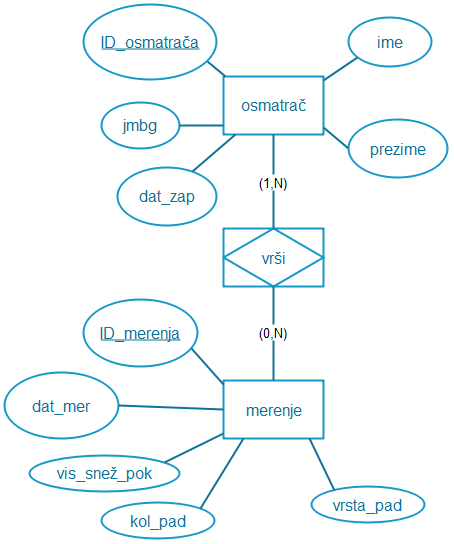 ID_osmatrača
ime
osmatrač
jmbg
prezime
dat_zap
(1,N)
vrši
(0,N)
ID_merenja
dat_mer
merenje
vis_snež_pok
vrsta_pad
kol_pad